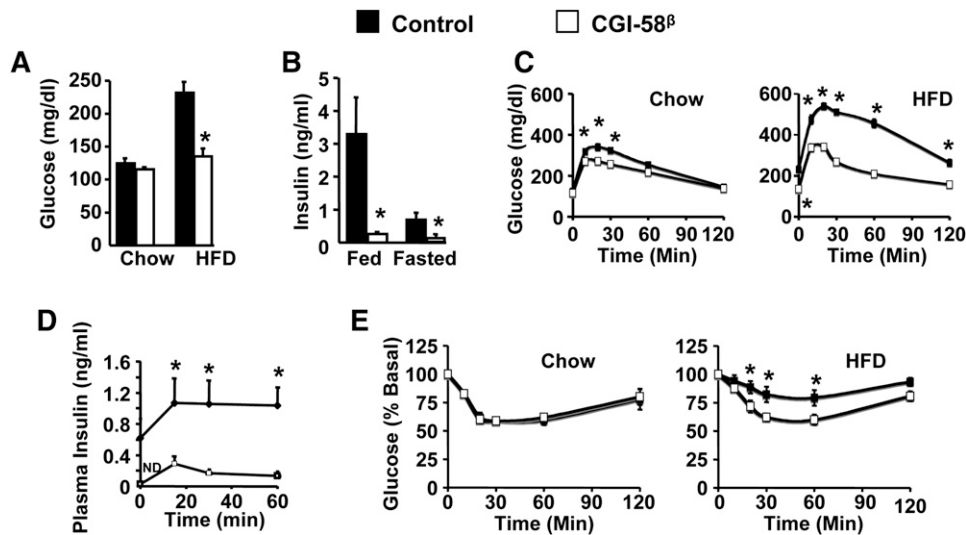 Control CGI-58β
A
Glucose (mg/dl)
250
200
150
100
50
0
*
Chow HFD
B
Insulin (ng/ml)
5
4
3
2
1
0
* *
Fed Fasted
C
Glucose (mg/dl)
600
400
200
0
Chow
* * *
0 30 60 90 120
Time (Min)
600
400
200
0
HFD
* * * * *
*
0 30 60 90 120
Time (Min)
D
Plasma Insulin (ng/ml)
1.6
1.2
0.8
0.4
0
* * *
ND
0 20 40 60
Time (min)
E
Glucose (% Basal)
125
100
75
50
25
0
Chow
0 30 60 90 120
Time (Min)
125
100
75
50
25
0
HFD
* * *
0 30 60 90 120
Time (Min)